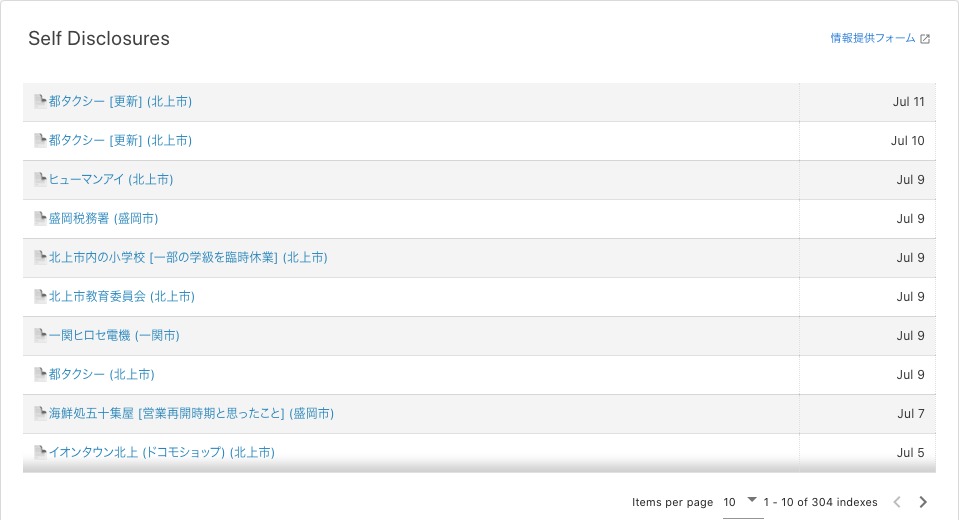 Self Disclosures
情報提供フォーム
都タクシー [更新] (北上市) Jul 11
都タクシー [更新] (北上市) Jul 10
ヒューマンアイ (北上市) Jul 9
盛岡税務署 (盛岡市) Jul 9
北上市内の小学校 [一部の学級を臨時休業] (北上市) Jul 9
北上市教育委員会 (北上市) Jul 9
一関ヒロセ電機 (一関市) Jul 9
都タクシー (北上市) Jul 9
海鮮処五十集屋 [営業再開時期と思ったこと] (盛岡市) Jul 7
イオンタウン北上 (ドコモショップ) (北上市) Jul 5
Items per page 10 1 - 10 of 304 indexes